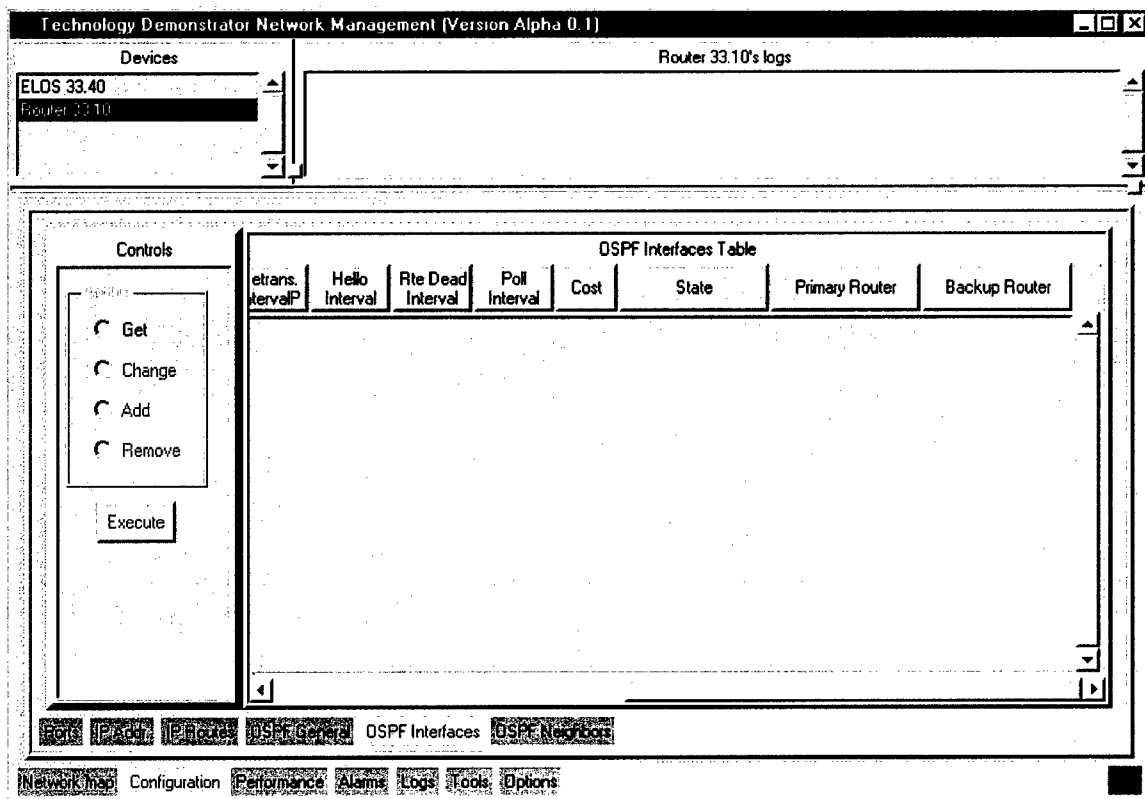 Technology Demonstrator Network Management (Version Alpha 0.1)
Devices
Router 33.10's logs
ELOS 33.40
Router 33.10
Controls
OSPF Interfaces Table
etrans.
tervalP
Hello
Interval
Rte Dead
Interval
Poll
Interval
Cost
State
Primary Router
Backup Router
Get
Change
Add
Remove
Execute
Ports IP Addr. IP Routes OSPF General OSPF Interfaces OSPF Neighbors
Network map Configuration Performance Alarms Logs Tools Options